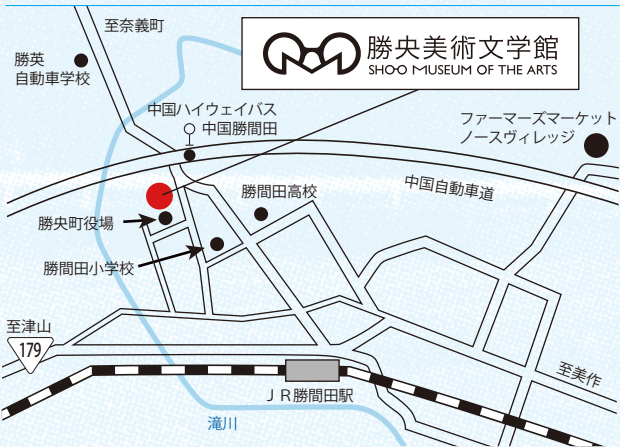 至奈義町
勝英
自動車学校
勝央美術文学館
SHOO MUSEUM OF THE ARTS
中国ハイウェイバス
中国勝間田
ファーマーズマーケット
ノースヴィレッジ
中国自動車道
勝間田高校
勝央町役場
勝間田小学校
至津山
179
至美作
JR勝間田駅
滝川